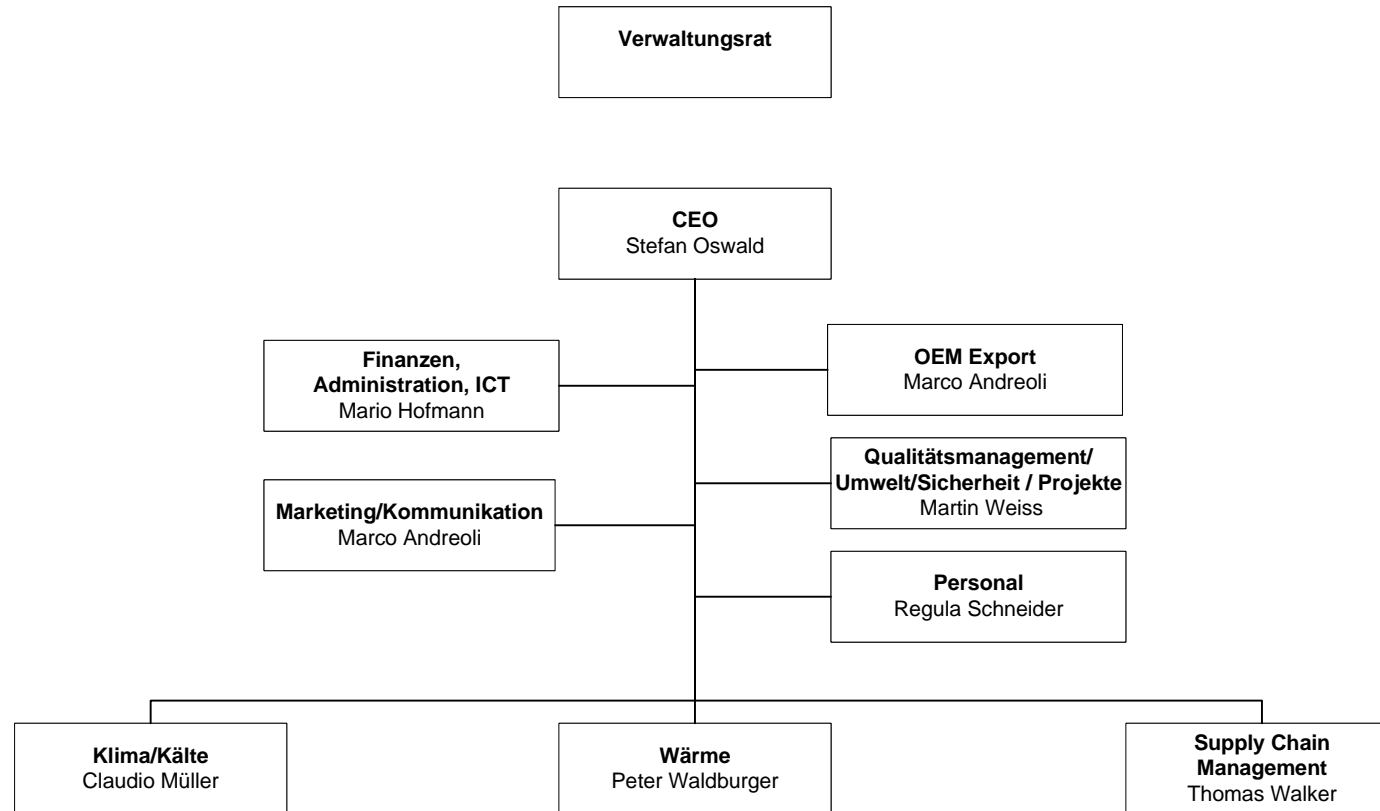 Verwaltungsrat
CEO
Stefan Oswald
Finanzen,
Administration, ICT
Mario Hofmann
OEM Export
Marco Andreoli
Qualitätsmanagement/
Umwelt/Sicherheit / Projekte
Martin Weiss
Marketing/Kommunikation
Marco Andreoli
Personal
Regula Schneider
Klima/Kälte
Claudio Müller
Wärme
Peter Waldburger
Supply Chain
Management
Thomas Walker